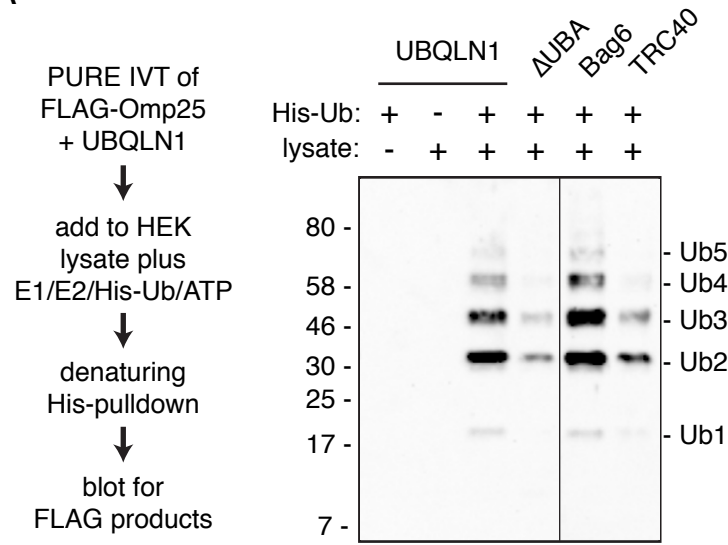 PURE IVT of
FLAG-Omp25
+ UBQLN1
add to HEK
lysate plus
E1/E2/His-Ub/ATP
denaturing
His-pulldown
blot for
FLAG products
UBQLN1 ΔUBA Bag6 TRC40
His-Ub: + - + + + +
lysate: - + + + + +
80 -
58 -
46 -
30 -
25 -
17 -
7 -
- Ub5
- Ub4
- Ub3
- Ub2
- Ub1